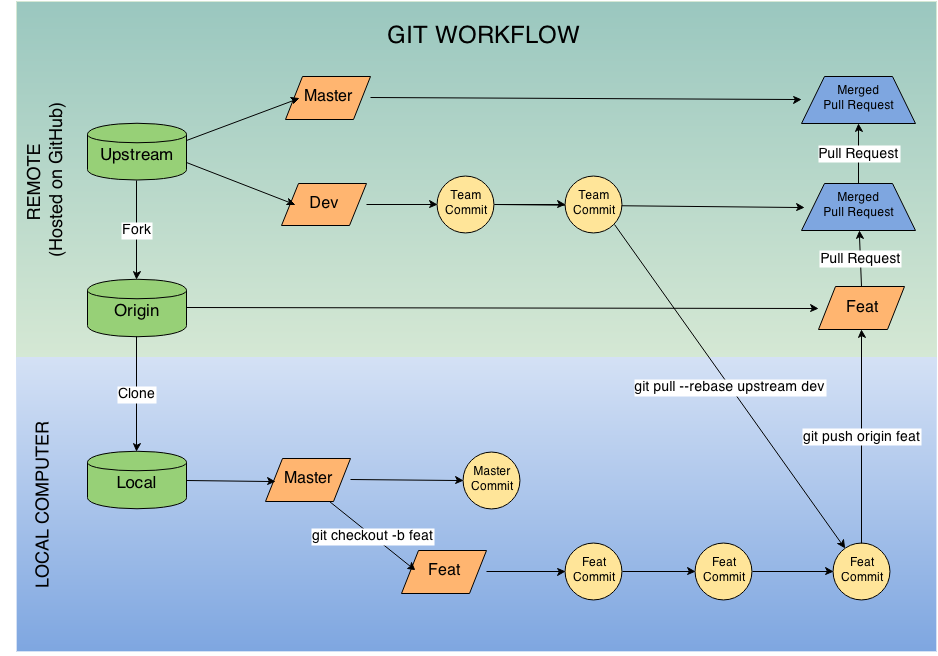 GIT WORKFLOW
REMOTE
(Hosted on GitHub)
Upstream
Master
Merged
Pull Request
Pull Request
Dev
Team
Commit
Team
Commit
Merged
Pull Request
Fork
Pull Request
Origin
Feat
LOCAL COMPUTER
Clone
git pull --rebase upstream dev
git push origin feat
Local
Master
Master
Commit
git checkout -b feat
Feat
Feat
Commit
Feat
Commit
Feat
Commit